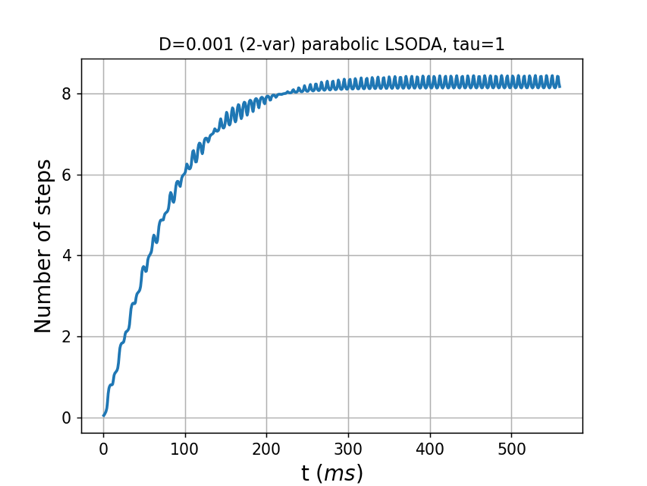 D=0.001 (2-var) parabolic LSODA, tau=1
Number of steps
8
6
4
2
0
0 100 200 300 400 500
t (ms)